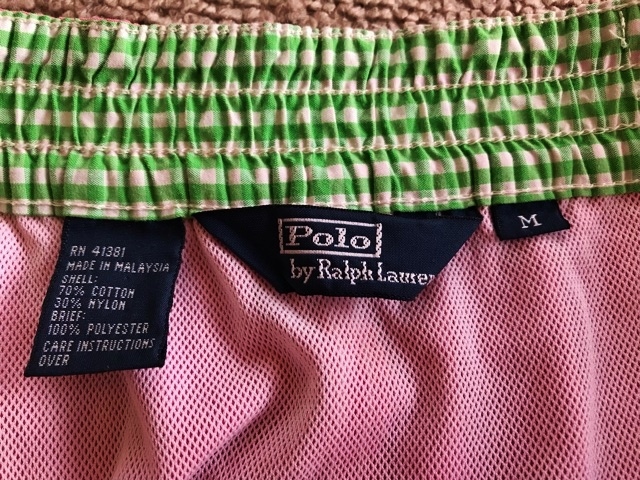 RN 41381
MADE IN MALAYSIA
SHELL:
70% COTTON
30% NYLON
BRIEF:
100% POLYESTER
CARE INSTRUCTIONS
OVER
Polo
by Ralph Lauren
M